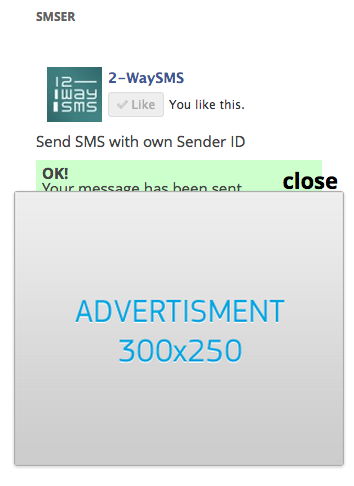 SMSER
12
way
sms
2-WaySMS
Like
You like this.
Send SMS with own Sender ID
OK!
Your message has been sent
close
ADVERTISMENT
300x250